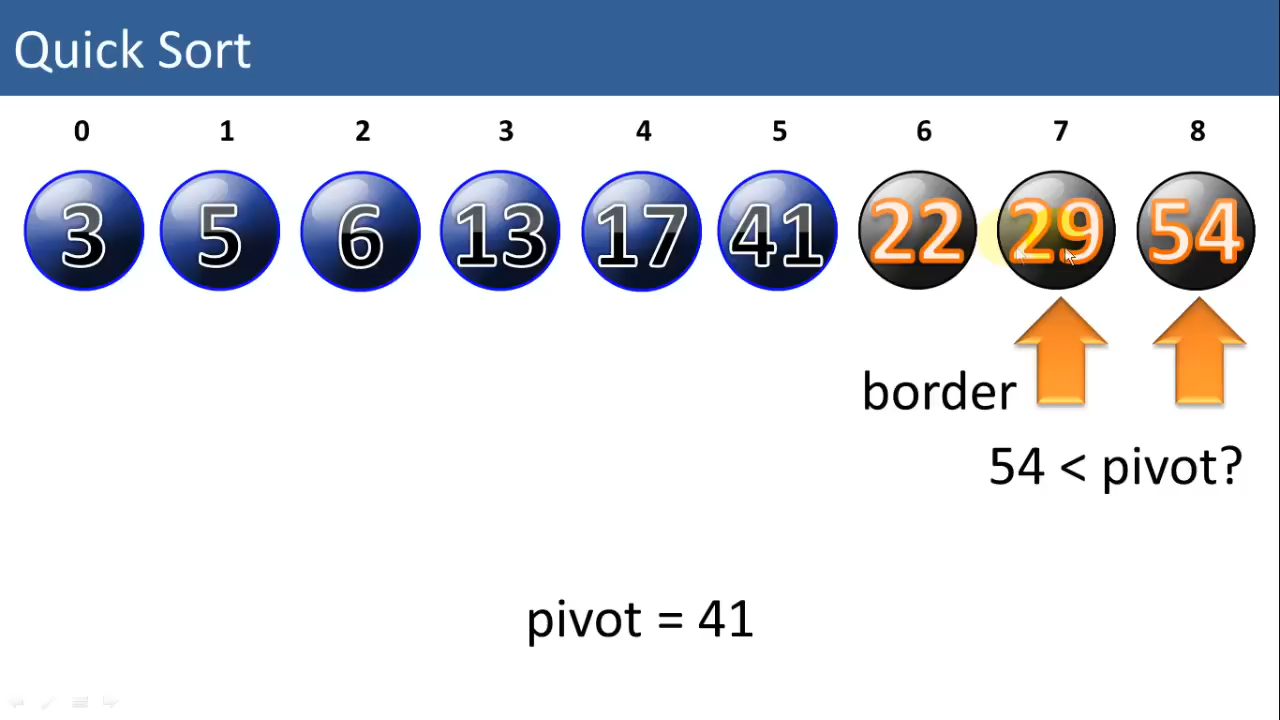 Quick Sort
0 1 2 3 4 5 6 7 8
3 5 6 13 17 41 22 29 54
border
54 < pivot?
pivot = 41